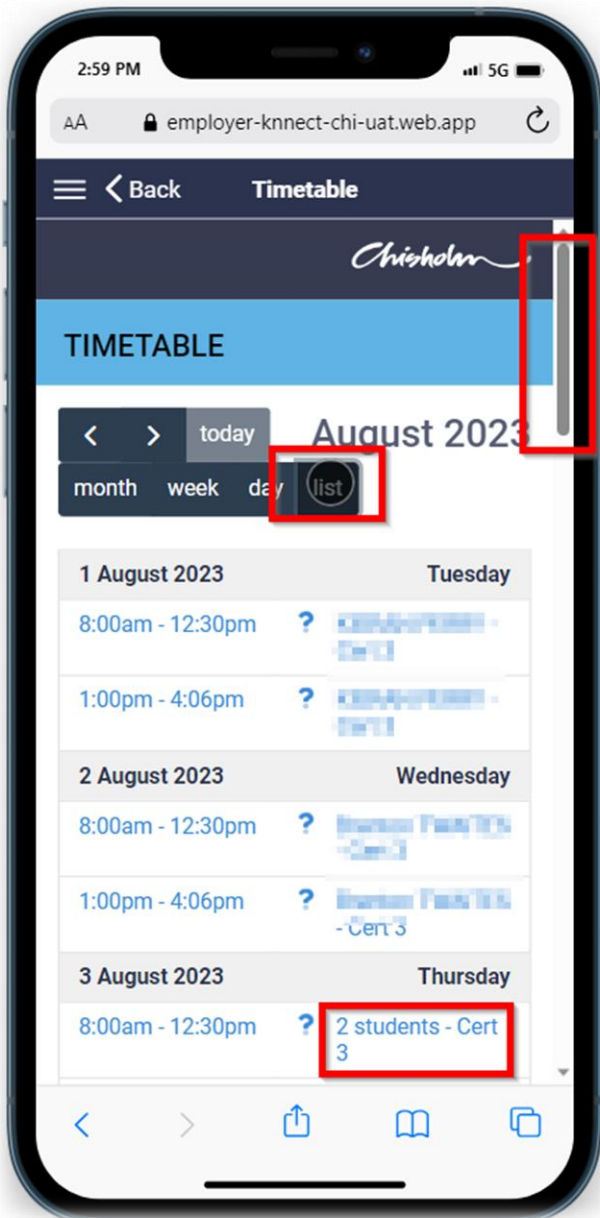 2:59 PM 5G
AA employer-knnect-chi-uat.web.app
Back Timetable
Chisholm
TIMETABLE
today August 2023
month week day list
1 August 2023 Tuesday
8:00am - 12:30pm ? -
1:00pm - 4:06pm ? -
2 August 2023 Wednesday
8:00am - 12:30pm ?
1:00pm - 4:06pm ?
- Cert 3
3 August 2023 Thursday
8:00am - 12:30pm ? 2 students - Cert
3